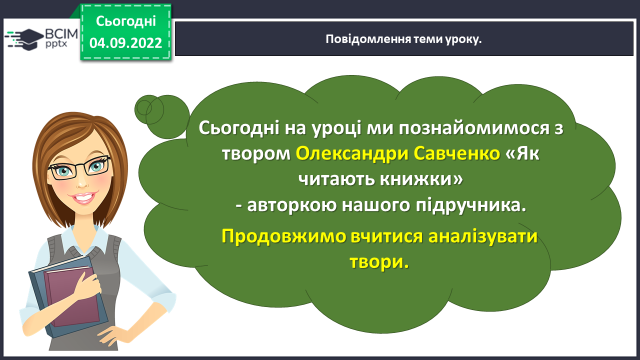 Сьогодні
04.09.2022
ВСІМ
pptx
Повідомлення теми уроку.
Сьогодні на уроці ми познайомимося з
твором Олександри Савченко «Як
читають книжки»
- авторкою нашого підручника.
Продовжимо вчитися аналізувати
твори.